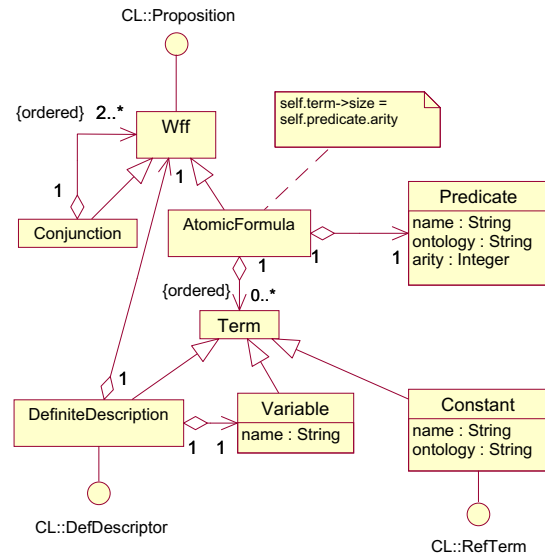 CL::Proposition
{ordered}
2..*
Wff
self.term->size =
self.predicate.arity
1
1
Conjunction
AtomicFormula
Predicate
name : String
ontology : String
arity : Integer
1
1
1
{ordered}
0..*
Term
1
DefiniteDescription
1
1
Variable
name : String
Constant
name : String
ontology : String
CL::DefDescriptor
CL::RefTerm